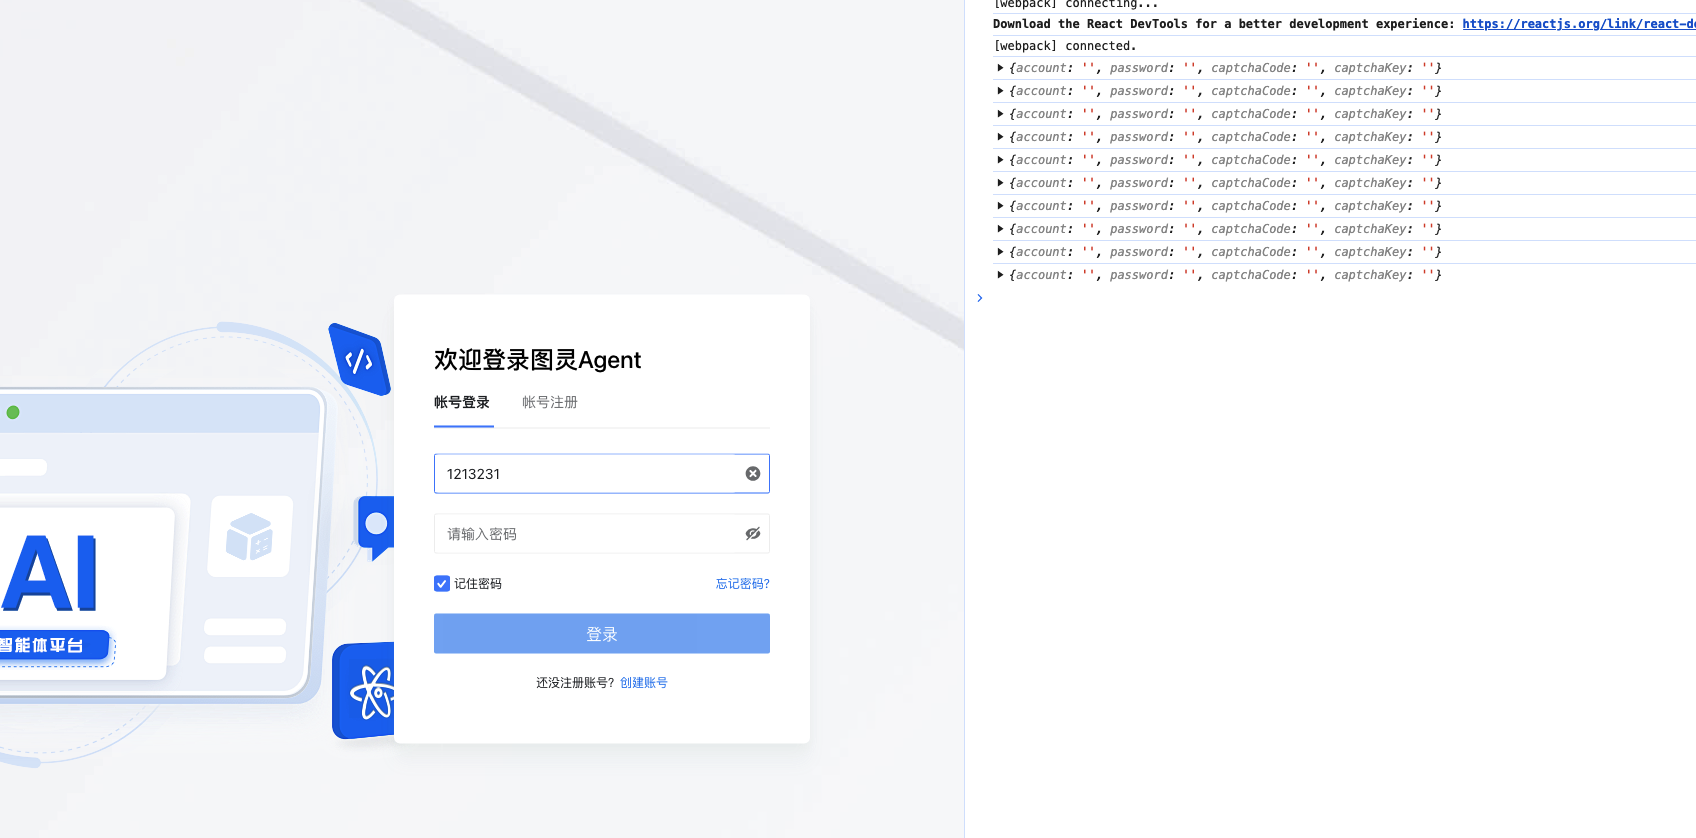 欢迎登录图灵Agent
帐号登录 帐号注册
1213231
请输入密码
记住密码 忘记密码?
登录
还没注册账号? 创建账号
AI
智能体平台
[webpack] connecting...
Download the React DevTools for a better development experience: https://reactjs.org/link/react-de
[webpack] connected.
{account: '', password: '', captchaCode: '', captchaKey: ''}
{account: '', password: '', captchaCode: '', captchaKey: ''}
{account: '', password: '', captchaCode: '', captchaKey: ''}
{account: '', password: '', captchaCode: '', captchaKey: ''}
{account: '', password: '', captchaCode: '', captchaKey: ''}
{account: '', password: '', captchaCode: '', captchaKey: ''}
{account: '', password: '', captchaCode: '', captchaKey: ''}
{account: '', password: '', captchaCode: '', captchaKey: ''}
{account: '', password: '', captchaCode: '', captchaKey: ''}
{account: '', password: '', captchaCode: '', captchaKey: ''}